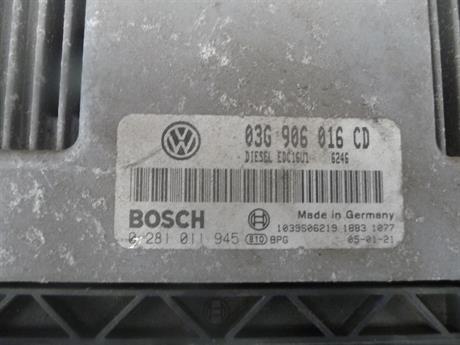 03G 906 016 CD
DIESEL EDC16U1 6246
BOSCH
Made in Germany
1039S06219 1883 1077
0 281 011 945 810 BPG 05-01-21